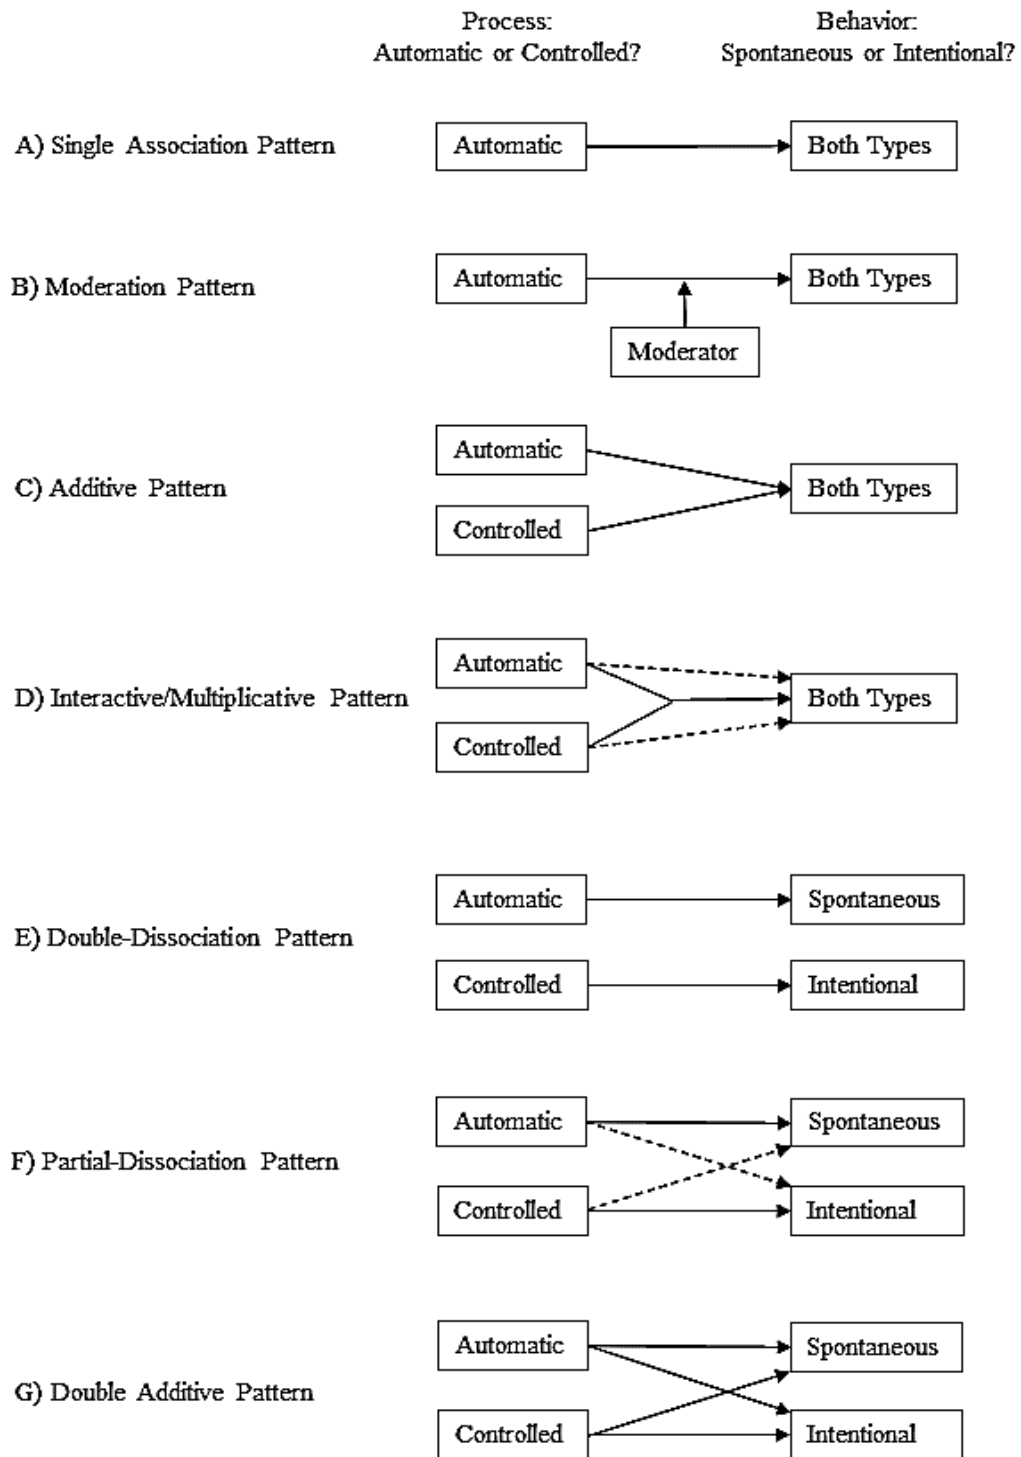 Process:
Automatic or Controlled?
Behavior:
Spontaneous or Intentional?
A) Single Association Pattern
Automatic
Both Types
B) Moderation Pattern
Automatic
Both Types
Moderator
C) Additive Pattern
Automatic
Controlled
Both Types
D) Interactive/Multiplicative Pattern
Automatic
Controlled
Both Types
E) Double-Dissociation Pattern
Automatic
Spontaneous
Controlled
Intentional
F) Partial-Dissociation Pattern
Automatic
Spontaneous
Controlled
Intentional
G) Double Additive Pattern
Automatic
Spontaneous
Controlled
Intentional